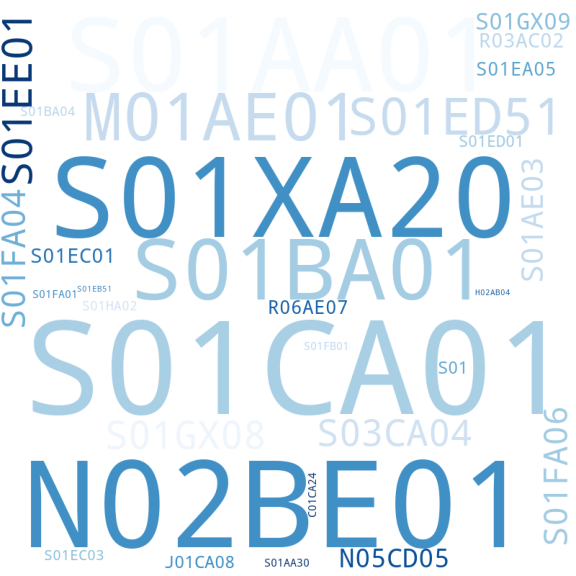 S01AA01
S01GX09
R03AC02
S01EA05
S01EE01
S01BA04
M01AE01
S01ED51
S01ED01
S01XA20
S01AE03
S01FA04
S01EC01
S01BA01
S01FA01
S01EB51
S01HA02
H02AB04
R06AE07
S01CA01
S01FB01
S01
S01GX08
S03CA04
S01FA06
N02BE01
C01CA24
S01EC03
J01CA08
S01AA30
N05CD05